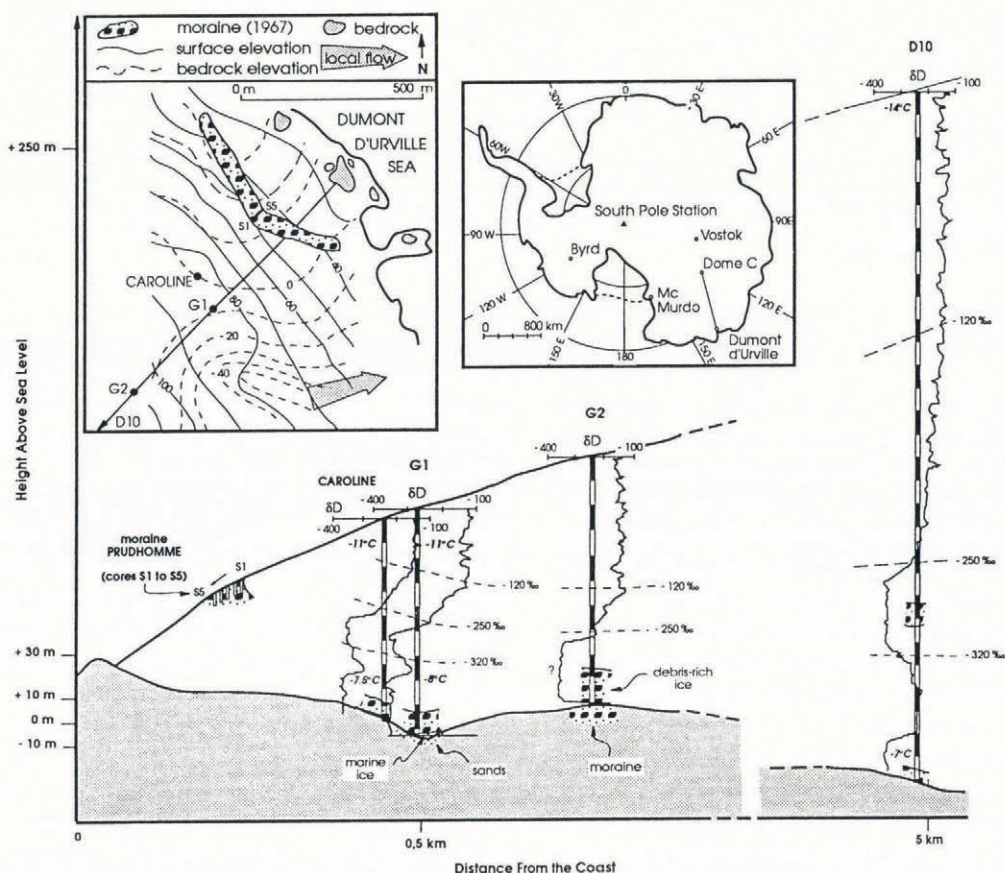 moraine (1967)
bedrock
surface elevation
bedrock elevation
local flow
N
0 m
500 m
DUMONT
D'URVILLE
SEA
S5
S1
40
0
CAROLINE
80
60
G1
- 20
- 40
G2
100
D10
0
30W
30 E
60W
60 E
South Pole Station
90 W
90E
Vostok
Byrd
Dome C
Mc
Murdo
120 W
120 E
0
800 km
150 E
180
150 E
Dumont
d'Urville
D10
- 400
δD
- 100
-14°C
- 120 ‰
- 250 ‰
- 320 ‰
-7°C
Height Above Sea Level
+ 250 m
+ 30 m
+ 10 m
0 m
- 10 m
G2
- 400
δD
- 100
G1
CAROLINE
- 400
δD
- 100
δD
- 400
- 100
-11°C
-11°C
moraine
PRUDHOMME
(cores S1 to S5)
S1
S5
- 120 ‰
- 120 ‰
- 250 ‰
- 250 ‰
- 320 ‰
-7.5°C
-8°C
?
debris-rich
ice
marine
ice
sands
moraine
0
0,5 km
5 km
Distance From the Coast